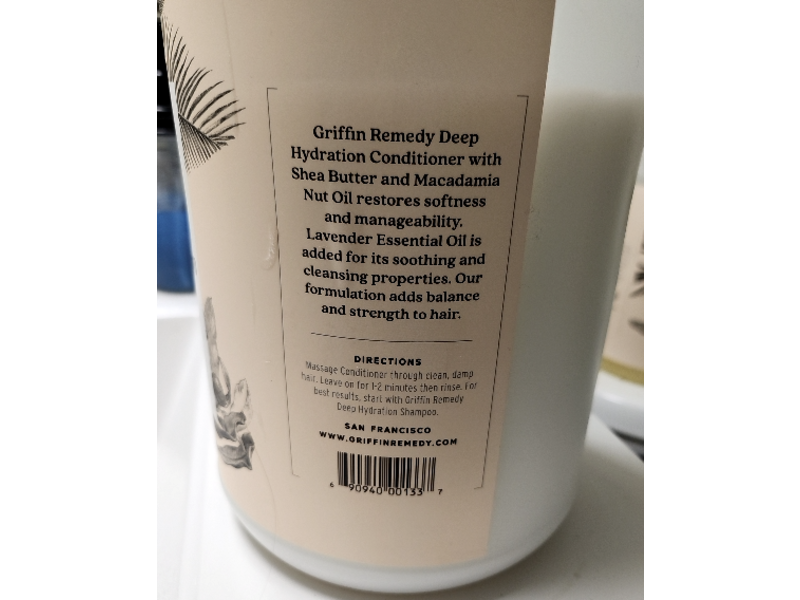 Griffin Remedy Deep
Hydration Conditioner with
Shea Butter and Macadamia
Nut Oil restores softness
and manageability.
Lavender Essential Oil is
added for its soothing and
cleansing properties. Our
formulation adds balance
and strength to hair.
DIRECTIONS
Massage Conditioner through clean, damp
hair. Leave on for 1-2 minutes then rinse. For
best results, start with Griffin Remedy
Deep Hydration Shampoo.
SAN FRANCISCO
WWW.GRIFFINREMEDY.COM
6 90940 00133 7